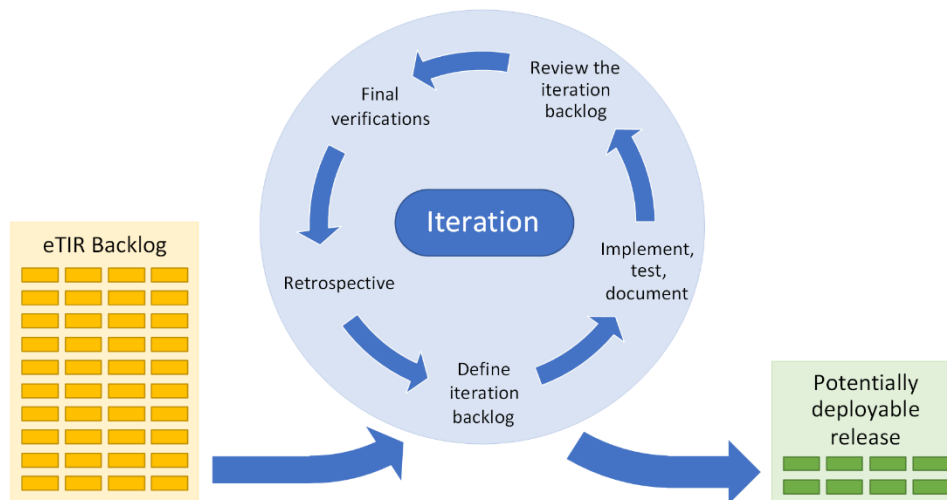 eTIR Backlog
Iteration
Define
iteration
backlog
Implement,
test,
document
Review the
iteration
backlog
Final
verifications
Retrospective
Potentially
deployable
release